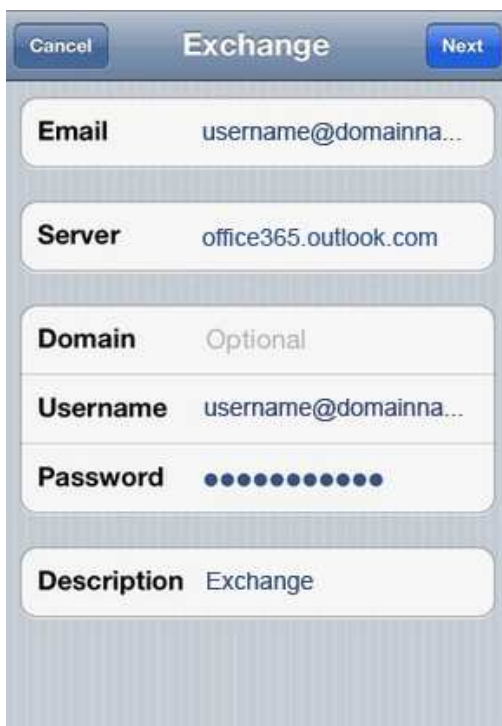 Cancel Exchange Next
Email username@domainna...
Server office365.outlook.com
Domain Optional
Username username@domainna...
Password ●●●●●●●●●●●
Description Exchange